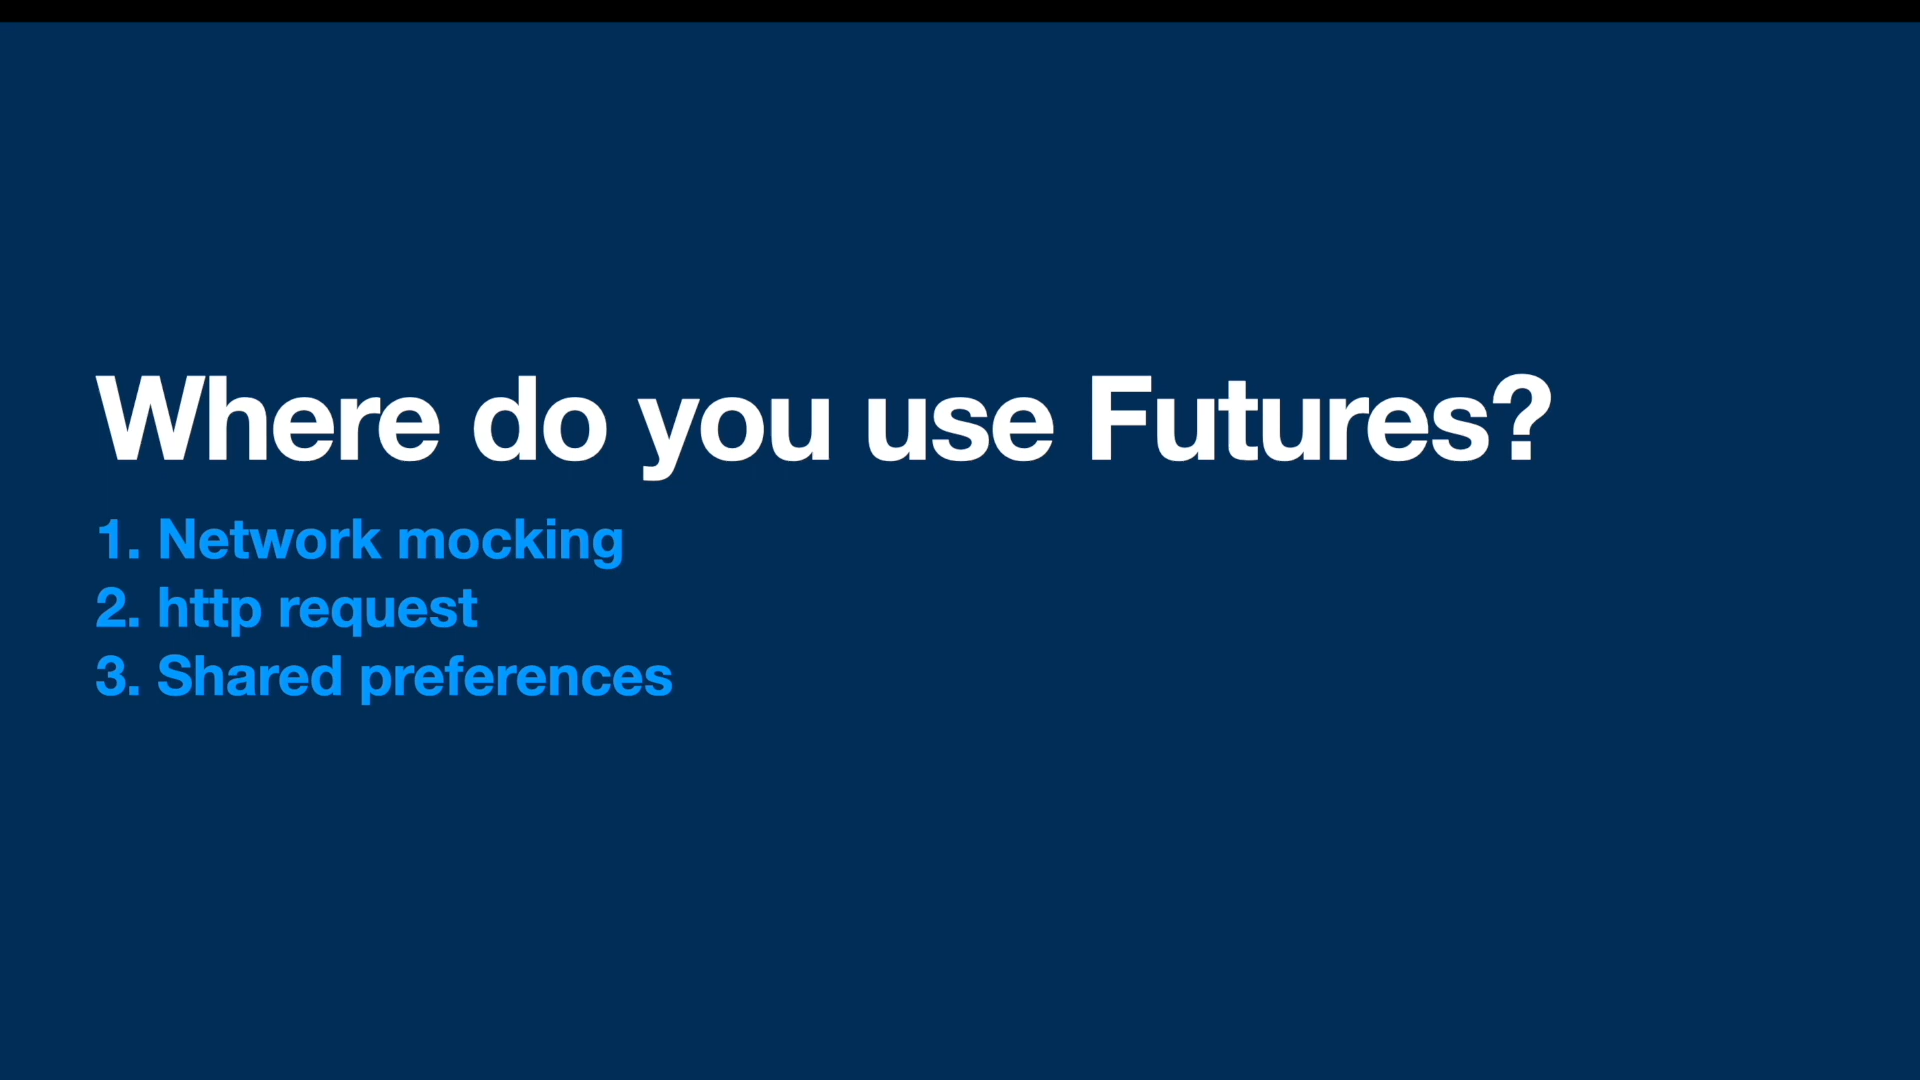 Where do you use Futures?
1. Network mocking
2. http request
3. Shared preferences